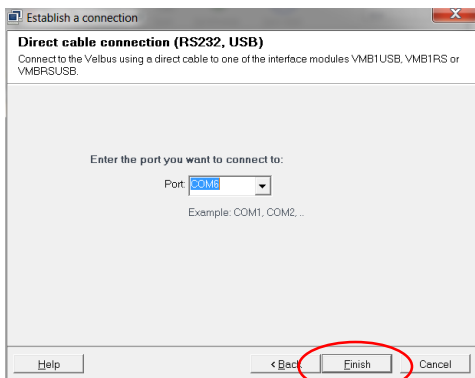 Establish a connection
Direct cable connection (RS232, USB)
Connect to the Velbus using a direct cable to one of the interface modules VMB1USB, VMB1RS or
VMBRSUSB.
Enter the port you want to connect to:
Port: COM6
Example: COM1, COM2, ..
Help
< Back
Finish
Cancel